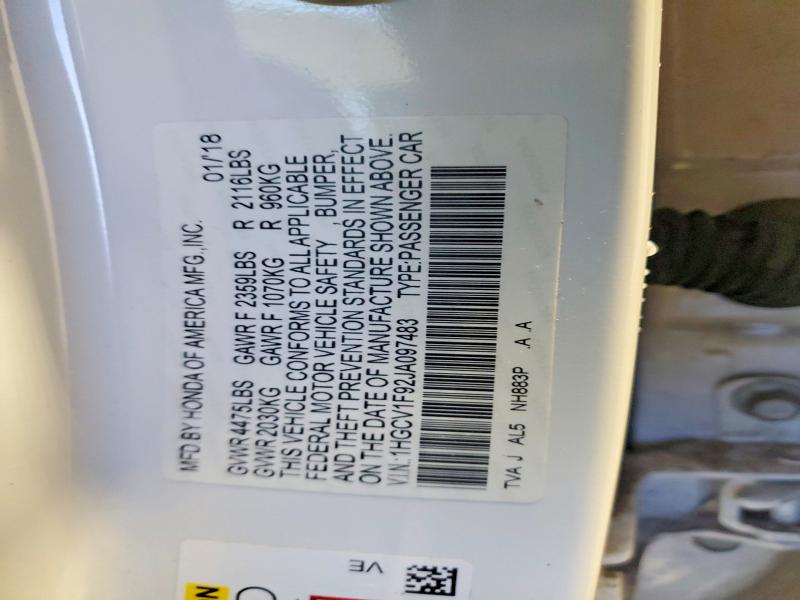 MFD BY HONDA OF AMERICA MFG.,INC. 01/'18
GVWR 4475LBS GAWR F 2359LBS R 2116LBS
GVWR 2030KG GAWR F 1070KG R 960KG
THIS VEHICLE CONFORMS TO ALL APPLICABLE
FEDERAL MOTOR VEHICLE SAFETY , BUMPER,
AND THEFT PREVENTION STANDARDS IN EFFECT
ON THE DATE OF MANUFACTURE SHOWN ABOVE.
V.I.N.:1HGCV1F92JA097483 TYPE:PASSENGER CAR
TVA J AL5 NH883P .A .A
VE
ON